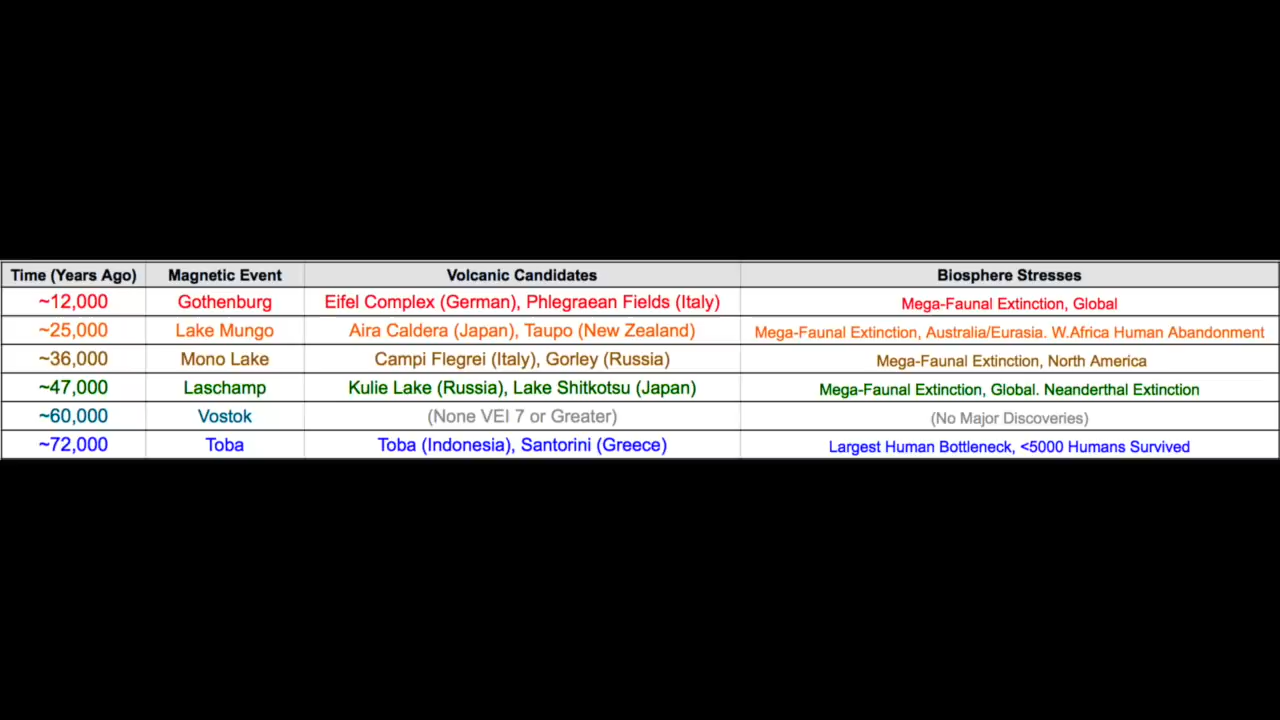 Time (Years Ago) Magnetic Event Volcanic Candidates Biosphere Stresses
~12,000 Gothenburg Eifel Complex (German), Phlegraean Fields (Italy) Mega-Faunal Extinction, Global
~25,000 Lake Mungo Aira Caldera (Japan), Taupo (New Zealand) Mega-Faunal Extinction, Australia/Eurasia. W.Africa Human Abandonment
~36,000 Mono Lake Campi Flegrei (Italy), Gorley (Russia) Mega-Faunal Extinction, North America
~47,000 Laschamp Kulie Lake (Russia), Lake Shitkotsu (Japan) Mega-Faunal Extinction, Global. Neanderthal Extinction
~60,000 Vostok (None VEI 7 or Greater) (No Major Discoveries)
~72,000 Toba Toba (Indonesia), Santorini (Greece) Largest Human Bottleneck, <5000 Humans Survived